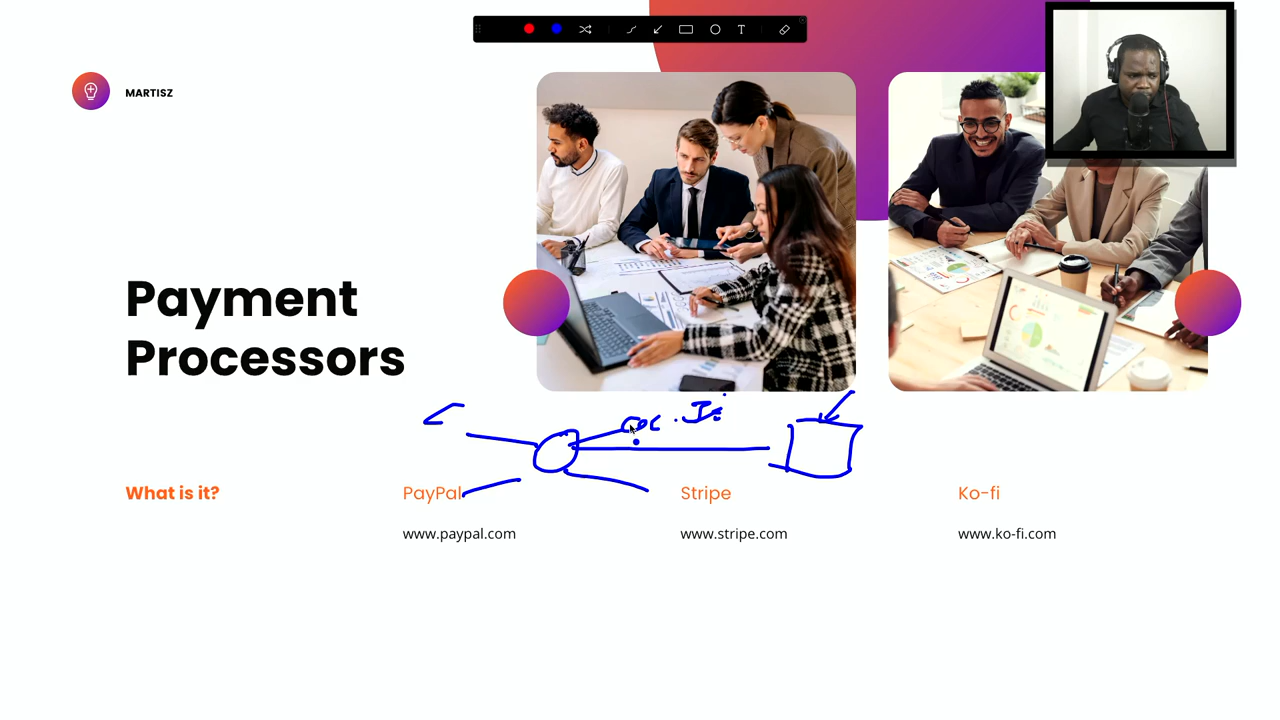 MARTISZ
Payment
Processors
What is it?
PayPal
www.paypal.com
Stripe
www.stripe.com
Ko-fi
www.ko-fi.com
T